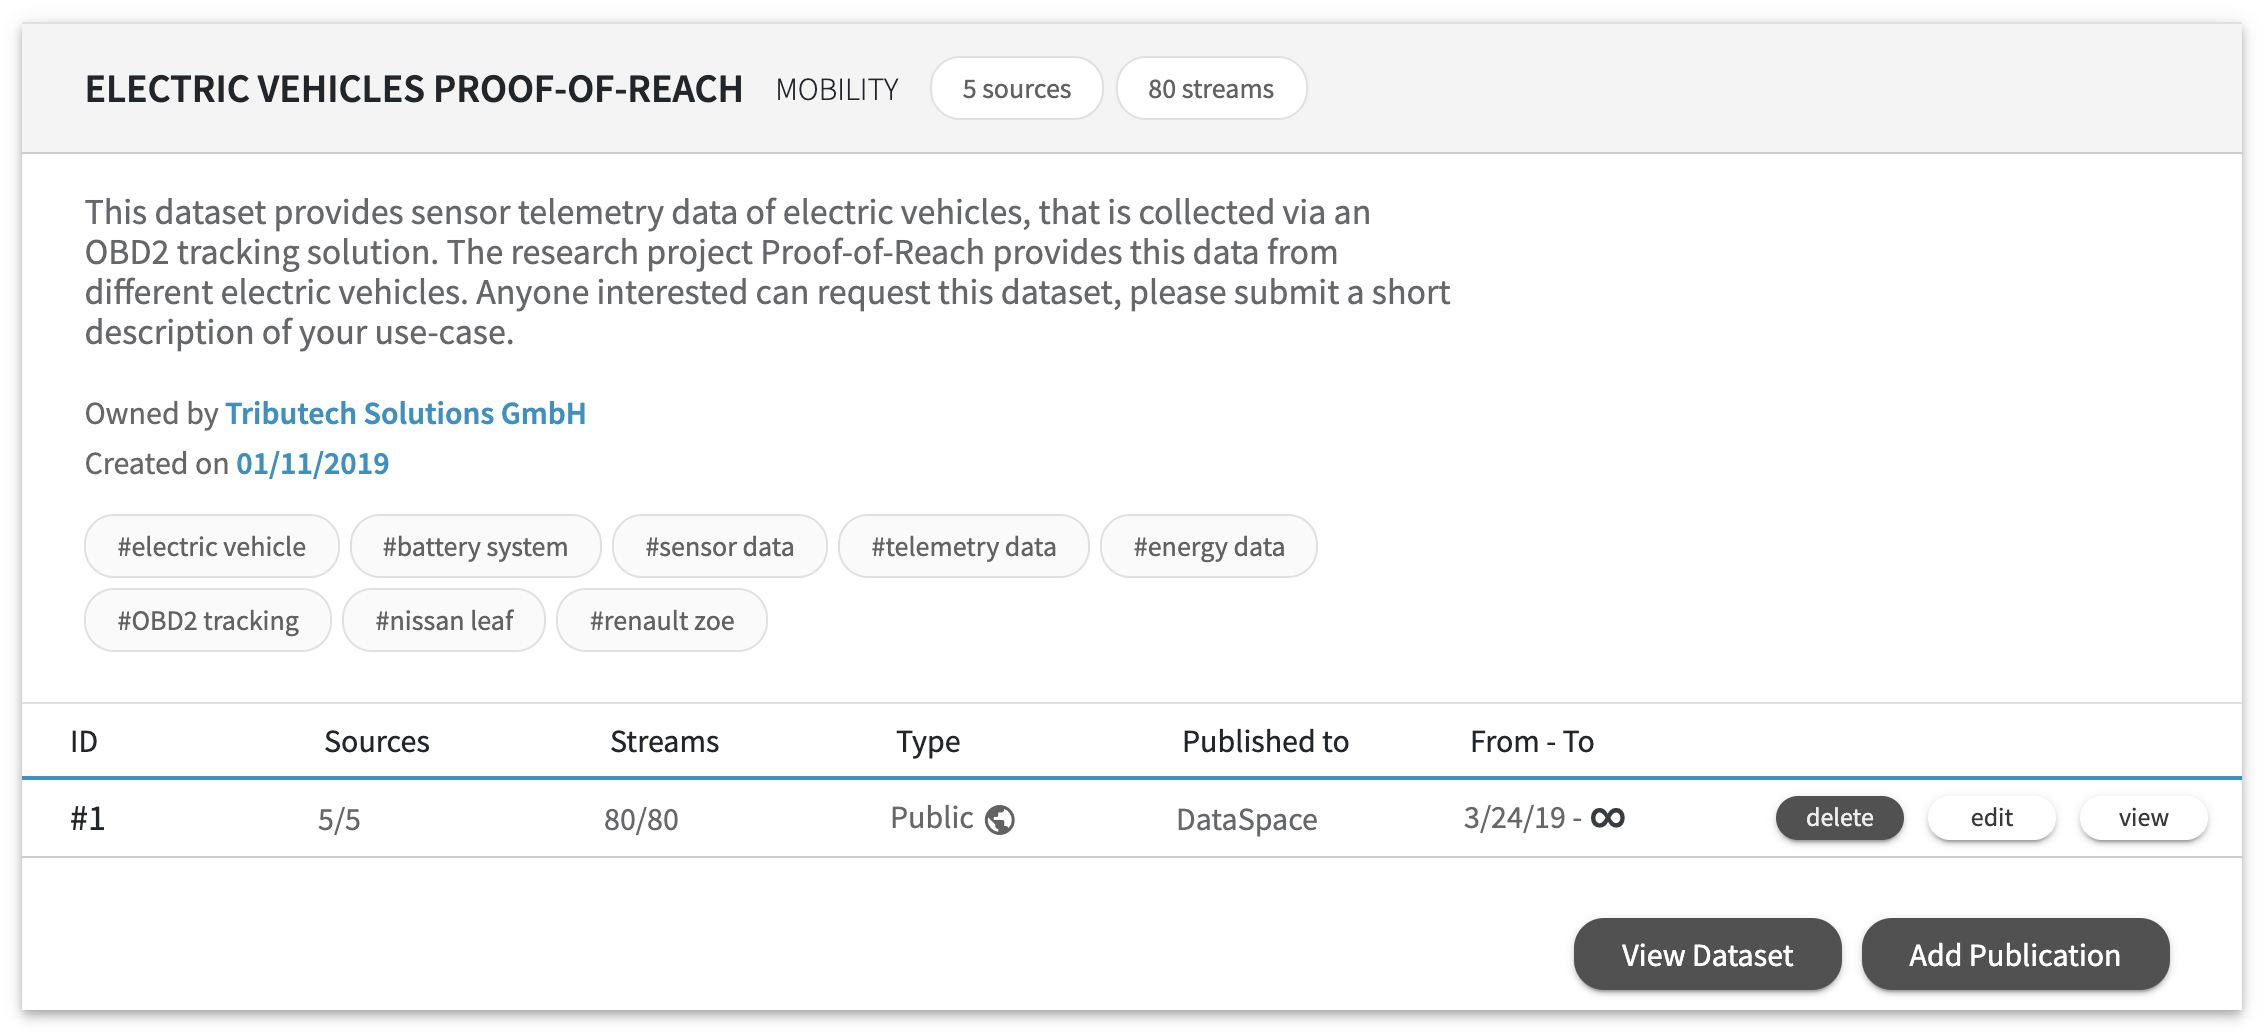 ELECTRIC VEHICLES PROOF-OF-REACH MOBILITY 5 sources 80 streams
This dataset provides sensor telemetry data of electric vehicles, that is collected via an
OBD2 tracking solution. The research project Proof-of-Reach provides this data from
different electric vehicles. Anyone interested can request this dataset, please submit a short
description of your use-case.
Owned by Tributech Solutions GmbH
Created on 01/11/2019
#electric vehicle #battery system #sensor data #telemetry data #energy data
#OBD2 tracking #nissan leaf #renault zoe
ID Sources Streams Type Published to From - To
#1 5/5 80/80 Public DataSpace 3/24/19 - ∞ delete edit view
View Dataset Add Publication